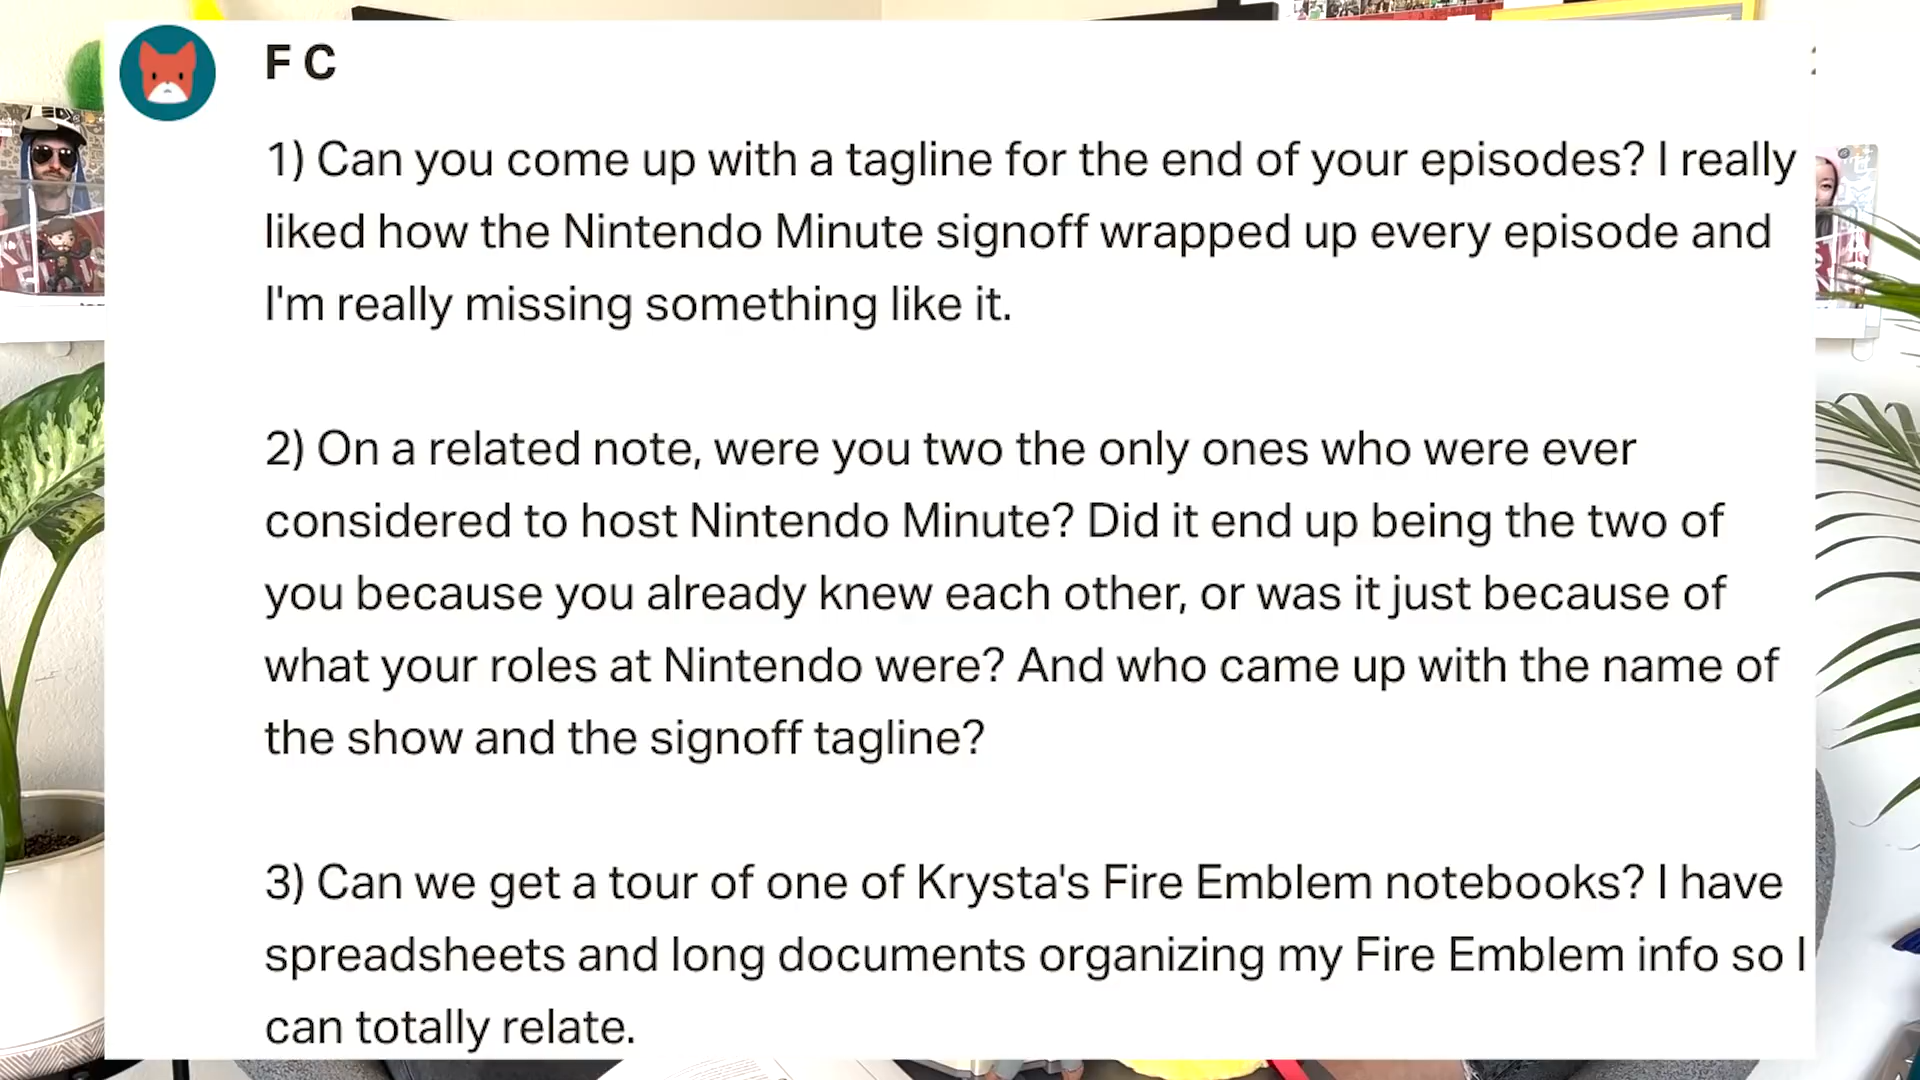 F C
1) Can you come up with a tagline for the end of your episodes? I really
liked how the Nintendo Minute signoff wrapped up every episode and
I'm really missing something like it.
2) On a related note, were you two the only ones who were ever
considered to host Nintendo Minute? Did it end up being the two of
you because you already knew each other, or was it just because of
what your roles at Nintendo were? And who came up with the name of
the show and the signoff tagline?
3) Can we get a tour of one of Krysta's Fire Emblem notebooks? I have
spreadsheets and long documents organizing my Fire Emblem info so I
can totally relate.